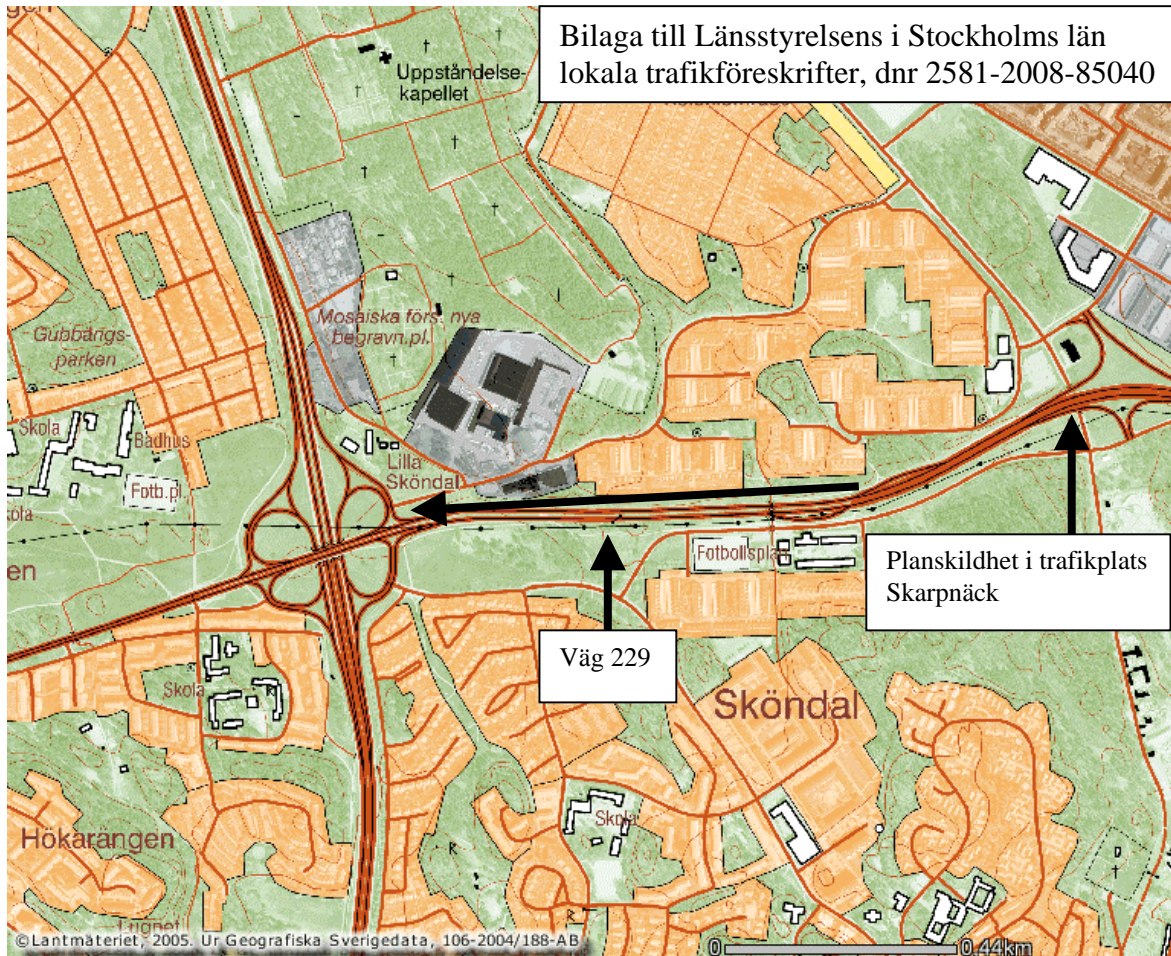 Bilaga till Länsstyrelsens i Stockholms län
lokala trafikföreskrifter, dnr 2581-2008-85040
Uppståndelse-
kapellet
Mosaiska förs. nya
begravn.pl.
Gubbängs-
parken
Skola
Badhus
Fotb.pl.
Lilla
Sköndal
en
Fotbollsplan
Planskildhet i trafikplats
Skarpnäck
Väg 229
Skola
Sköndal
Skola
Hökarängen
©Lantmäteriet, 2005. Ur Geografiska Sverigedata, 106-2004/188-AB
0 0.44km